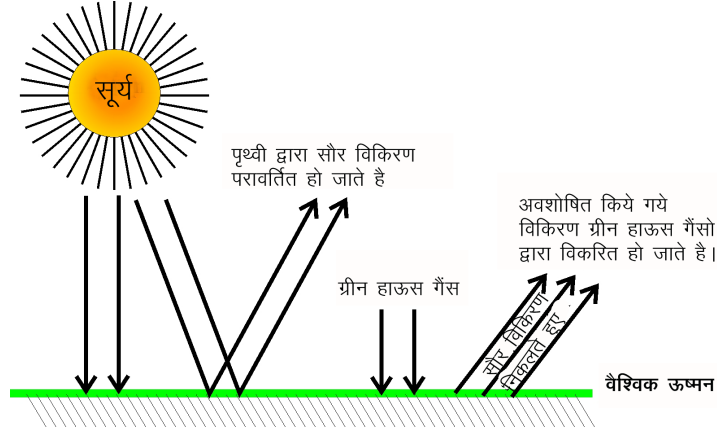 सूर्य
पृथ्वी द्वारा सौर विकिरण
परावर्तित हो जाते है
अवशोषित किये गये
विकिरण ग्रीन हाऊस गैंसो
द्वारा विकरित हो जाते है।
ग्रीन हाऊस गैंस
सौर विकिरण
निकलते हुए
वैश्विक ऊष्मन